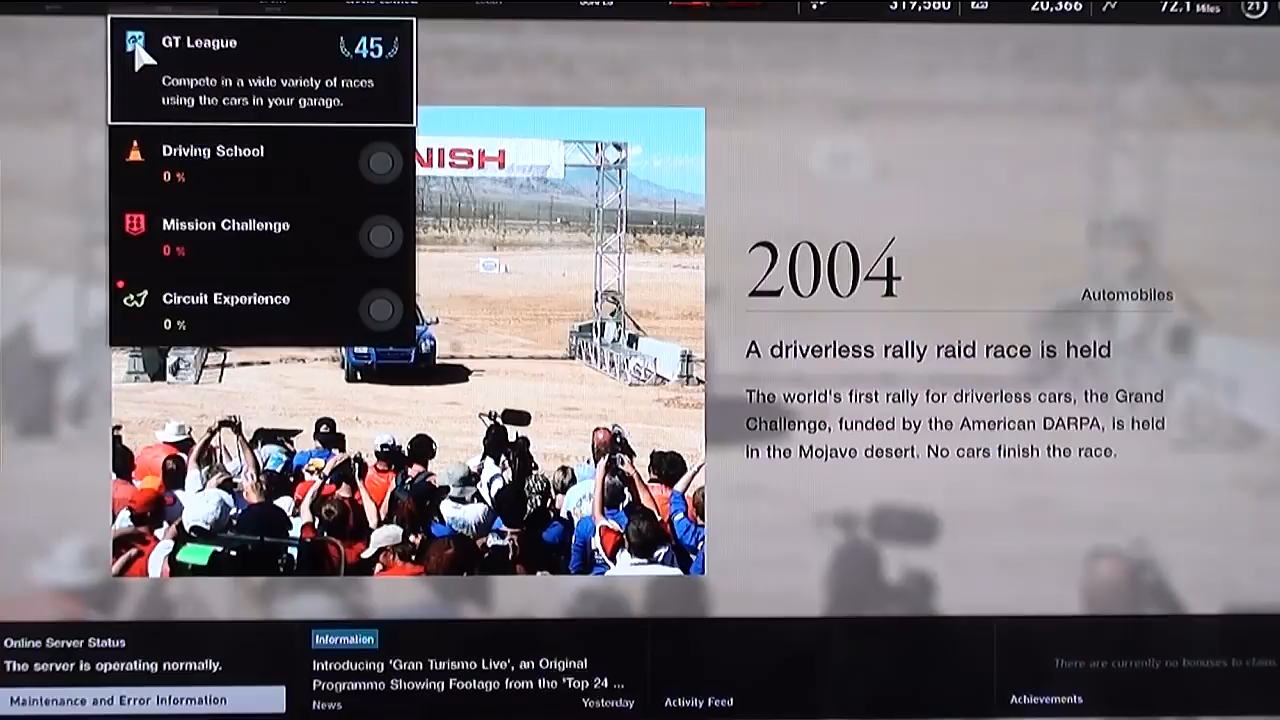 319,580
20,366
72.1 Miles
21
GT League
45
Compete in a wide variety of races
using the cars in your garage.
Driving School
0 %
Mission Challenge
0 %
Circuit Experience
0 %
NISH
2004
Automobiles
A driverless rally raid race is held
The world's first rally for driverless cars, the Grand
Challenge, funded by the American DARPA, is held
in the Mojave desert. No cars finish the race.
Online Server Status
The server is operating normally.
Maintenance and Error Information
Information
Introducing 'Gran Turismo Live', an Original
Programme Showing Footage from the 'Top 24 ...
News
Yesterday
Activity Feed
There are currently no bonuses to claim.
Achievements